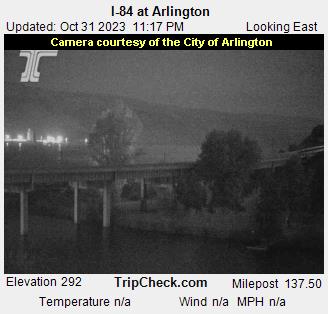 I-84 at Arlington
Updated: Oct 31 2023 11:17 PM Looking East
Camera courtesy of the City of Arlington
Elevation 292 TripCheck.com Milepost 137.50
Temperature n/a Wind n/a MPH n/a